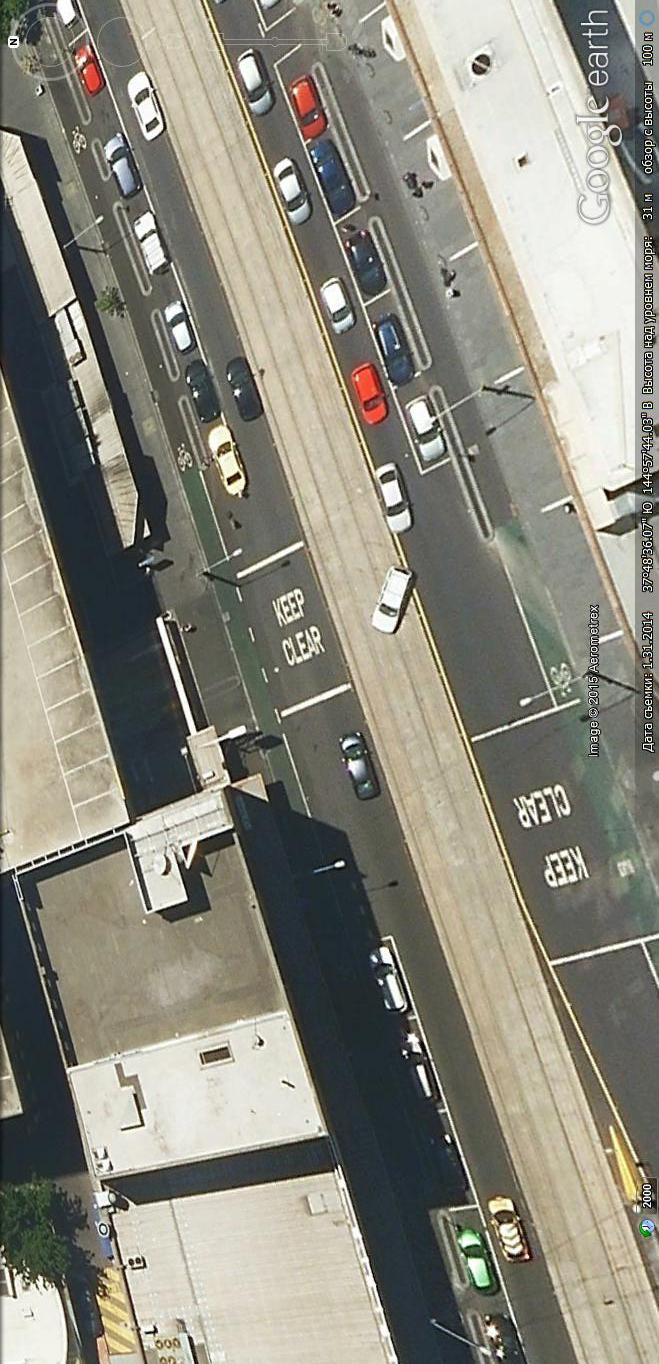 KEEP
CLEAR
KEEP
CLEAR
Google earth
Image © 2015 Aerometrex
Дата съемки: 1.31.2014 37°48'36.07" Ю 144°57'44.03" В Высота над уровнем моря: 31 м обзор с высоты 100 м
2000
N